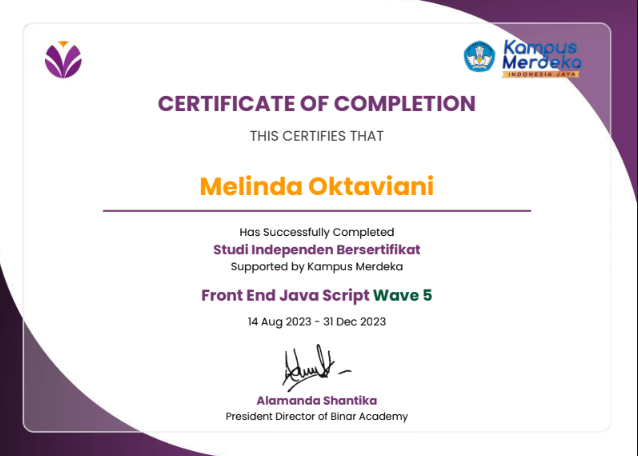 Kampus
Merdeka
INDONESIA JAYA
CERTIFICATE OF COMPLETION
THIS CERTIFIES THAT
Melinda Oktaviani
Has Successfully Completed
Studi Independen Bersertifikat
Supported by Kampus Merdeka
Front End Java Script Wave 5
14 Aug 2023 - 31 Dec 2023
Alamanda Shantika
President Director of Binar Academy